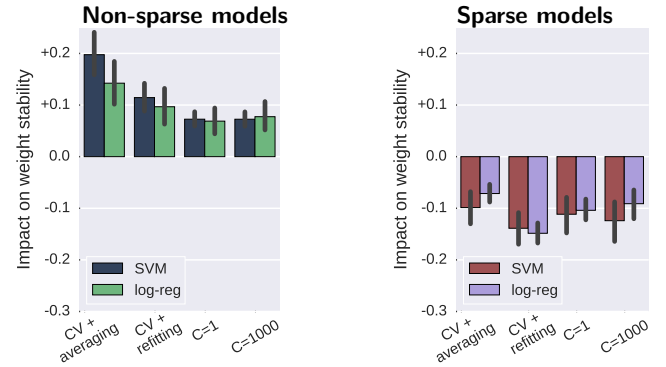 Non-sparse models
Impact on weight stability
+0.2
+0.1
0.0
-0.1
-0.2
-0.3
SVM
log-reg
CV +
averaging
CV +
refitting
C=1
C=1000
Sparse models
Impact on weight stability
+0.2
+0.1
0.0
-0.1
-0.2
-0.3
SVM
log-reg
CV +
averaging
CV +
refitting
C=1
C=1000